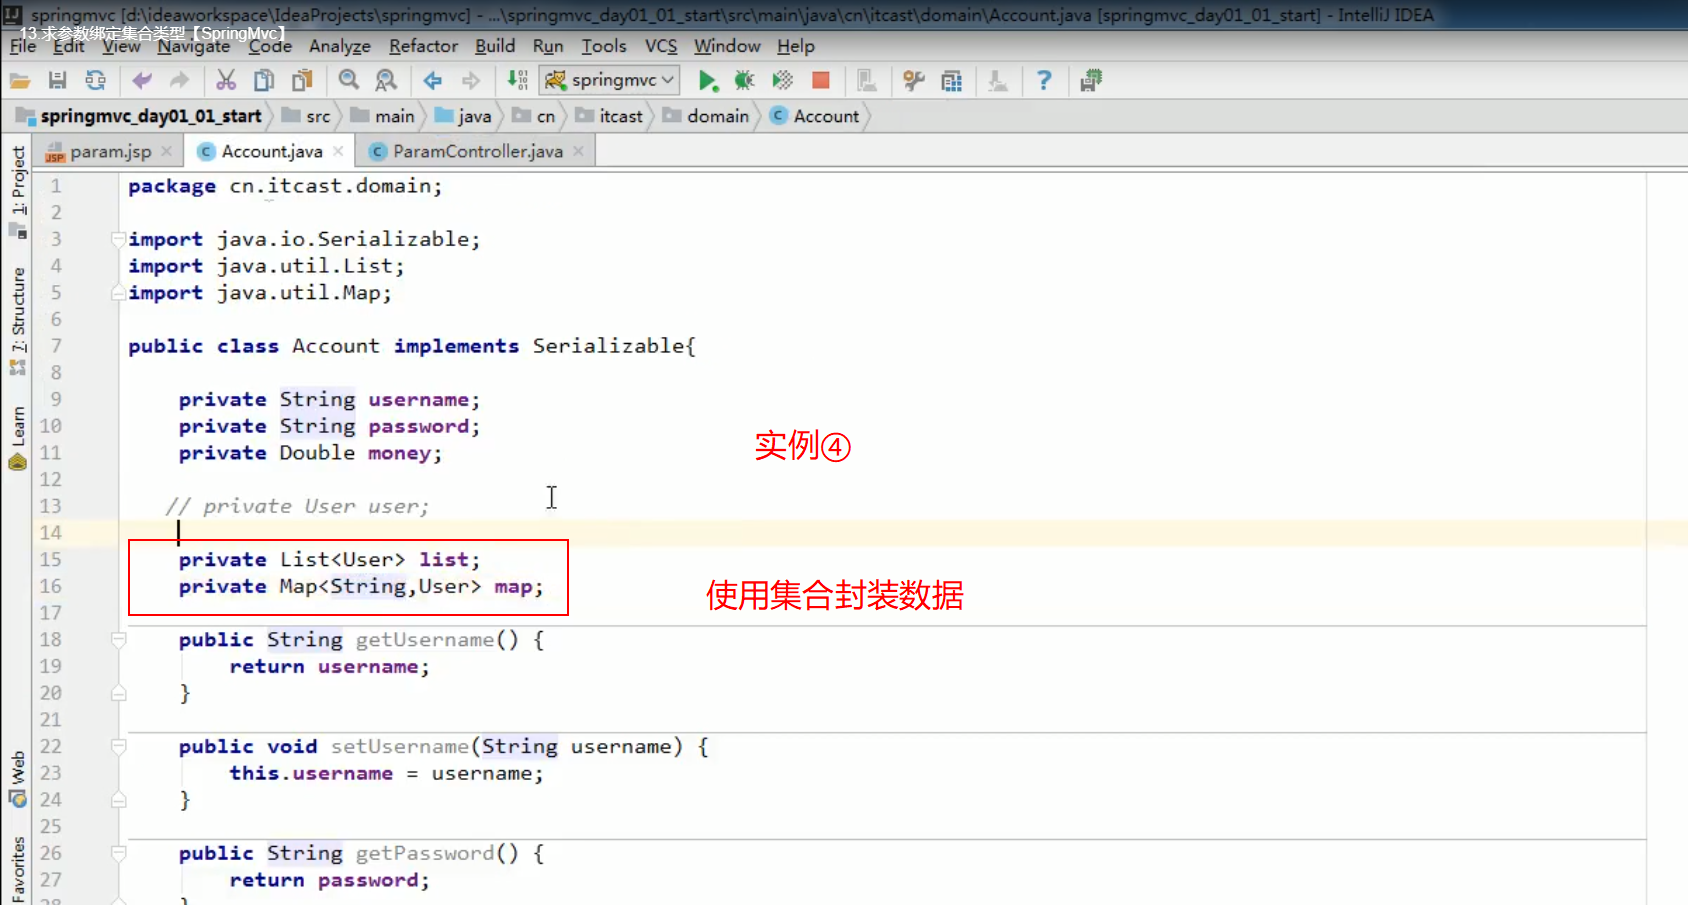 springmvc [d:\ideaworkspace\IdeaProjects\springmvc] - ...\springmvc_day01_01_start\src\main\java\cn\itcast\domain\Account.java [springmvc_day01_01_start] - IntelliJ IDEA
13.求参数绑定集合类型【SpringMvc】
File Edit View Navigate Code Analyze Refactor Build Run Tools VCS Window Help
springmvc
springmvc_day01_01_start src main java cn itcast domain Account
param.jsp Account.java ParamController.java
1: Project
7: Structure
Learn
Web
Favorites
1 package cn.itcast.domain;
2
3 import java.io.Serializable;
4 import java.util.List;
5 import java.util.Map;
6
7 public class Account implements Serializable{
8
9 private String username;
10 private String password;
11 private Double money;
12
13 // private User user;
14
15 private List<User> list;
16 private Map<String,User> map;
17
18 public String getUsername() {
19 return username;
20 }
21
22 public void setUsername(String username) {
23 this.username = username;
24 }
25
26 public String getPassword() {
27 return password;
28 }
实例④
使用集合封装数据